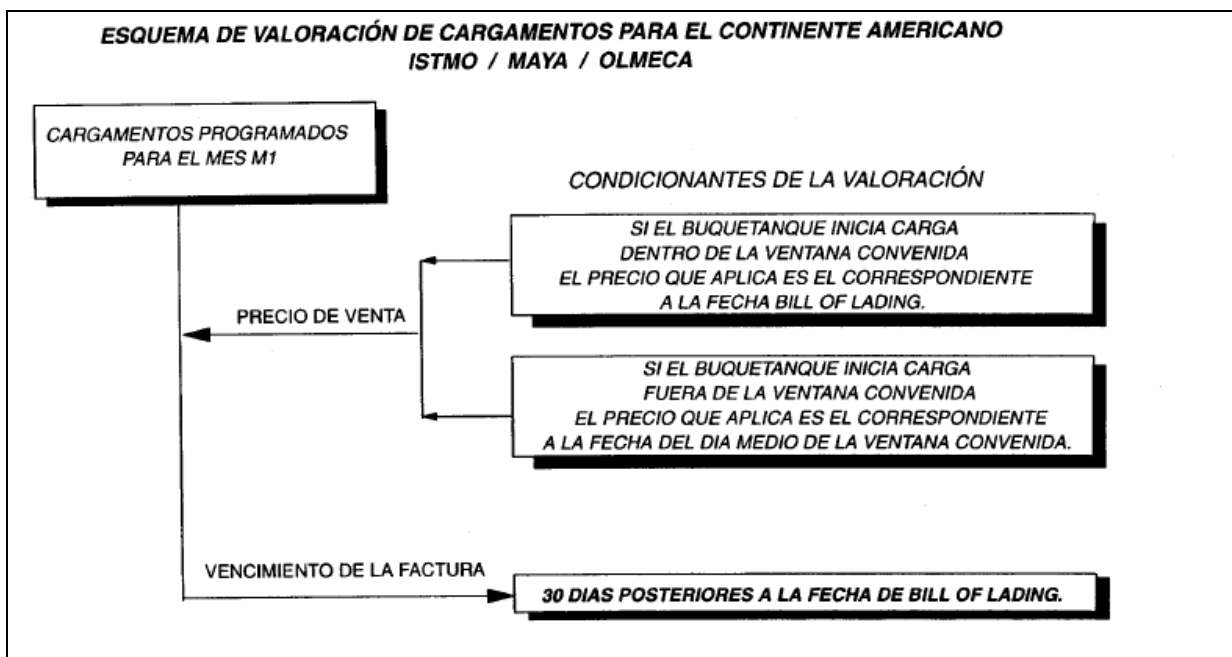 ESQUEMA DE VALORACIÓN DE CARGAMENTOS PARA EL CONTINENTE AMERICANO
ISTMO / MAYA / OLMECA
CARGAMENTOS PROGRAMADOS
PARA EL MES M1
CONDICIONANTES DE LA VALORACIÓN
SI EL BUQUETANQUE INICIA CARGA
DENTRO DE LA VENTANA CONVENIDA
EL PRECIO QUE APLICA ES EL CORRESPONDIENTE
A LA FECHA BILL OF LADING.
PRECIO DE VENTA
SI EL BUQUETANQUE INICIA CARGA
FUERA DE LA VENTANA CONVENIDA
EL PRECIO QUE APLICA ES EL CORRESPONDIENTE
A LA FECHA DEL DIA MEDIO DE LA VENTANA CONVENIDA.
VENCIMIENTO DE LA FACTURA
30 DIAS POSTERIORES A LA FECHA DE BILL OF LADING.